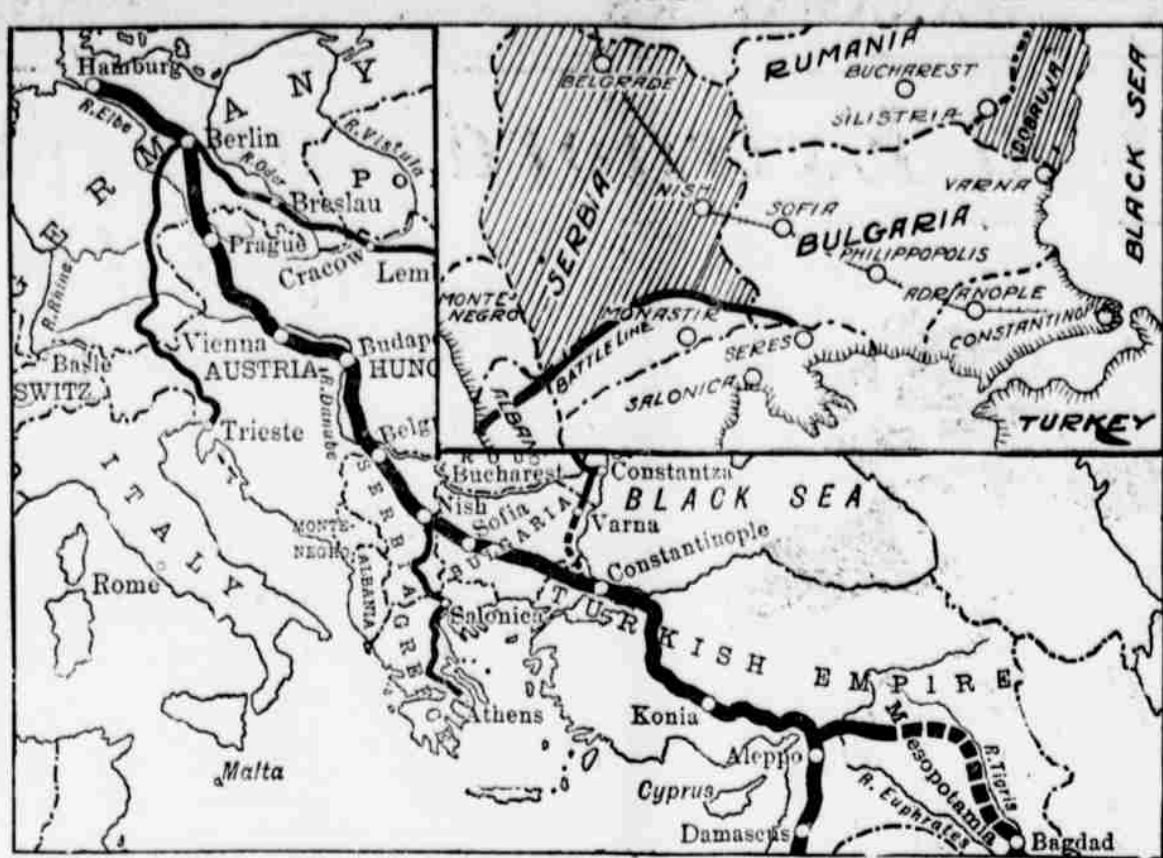 Hamburg
R. Elbe
GERMANY
Berlin
R. Oder
R. Vistula
P
Breslau
Prague
Cracow
Lem
R. Rhine
Vienna
Budap
AUSTRIA
HUNG
Basle
SWITZ
R. Danube
Trieste
Belg
ITALY
SERBIA
MONTE-
NEGRO
ALBANIA
Nish
Sofia
BULGARIA
Bucharest
ROU
Constantza
Varna
BLACK SEA
Constantinople
Rome
Salonica
GREECE
Athens
TURKISH EMPIRE
Konia
Malta
Cyprus
Aleppo
Damascus
Mesopotamia
R. Tigris
R. Euphrates
Bagdad
BELGRADE
RUMANIA
BUCHAREST
SILISTRIA
DOBRUJA
BLACK SEA
VARNA
SERBIA
NISH
SOFIA
BULGARIA
PHILIPPOPOLIS
ADRIANOPLE
CONSTANTINOPLE
MONTE-
NEGRO
MONASTIR
BATTLE LINE
SERES
ALBAN
SALONICA
TURKEY